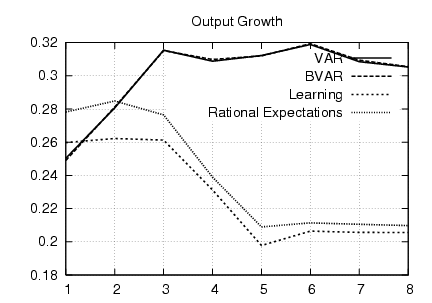 Output Growth
0.32
0.3
0.28
0.26
0.24
0.22
0.2
0.18
VAR
BVAR
Learning
Rational Expectations
1 2 3 4 5 6 7 8